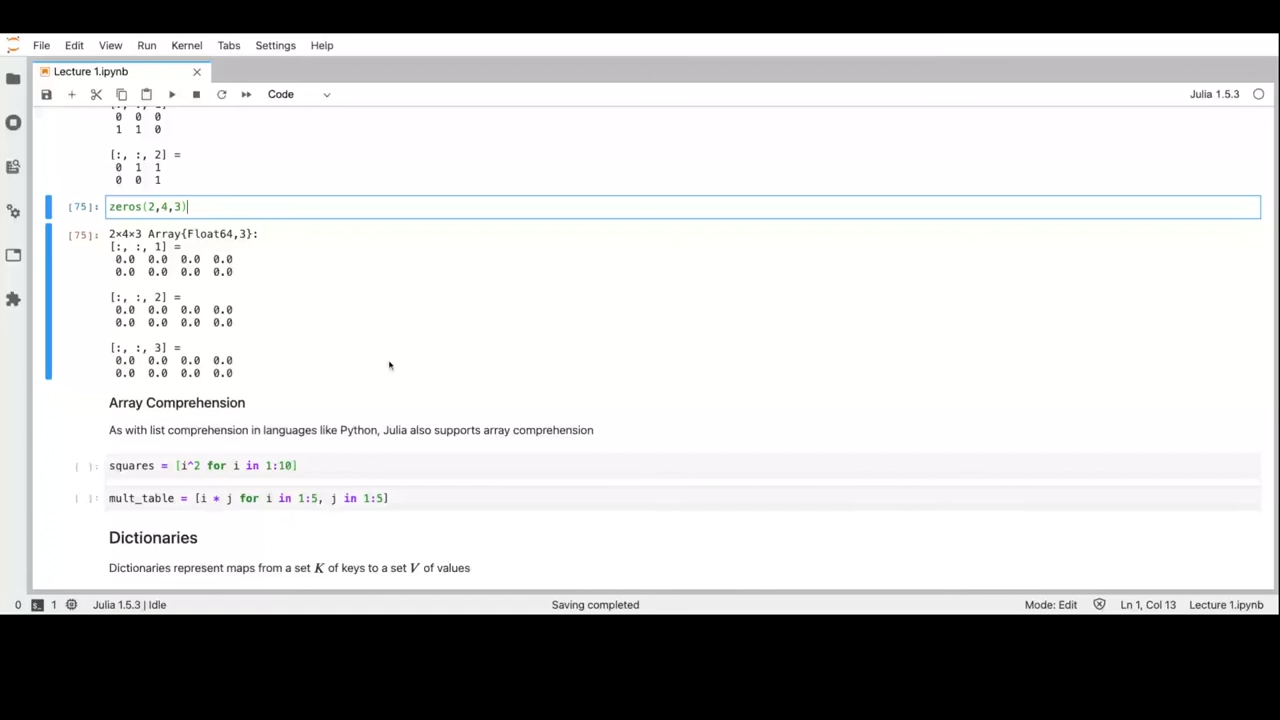 File Edit View Run Kernel Tabs Settings Help
Lecture 1.ipynb
Code
Julia 1.5.3
0 0 0
1 1 0
[:, :, 2] =
0 1 1
0 0 1
[75]: zeros(2,4,3)
[75]: 2×4×3 Array{Float64,3}:
[:, :, 1] =
0.0 0.0 0.0 0.0
0.0 0.0 0.0 0.0
[:, :, 2] =
0.0 0.0 0.0 0.0
0.0 0.0 0.0 0.0
[:, :, 3] =
0.0 0.0 0.0 0.0
0.0 0.0 0.0 0.0
Array Comprehension
As with list comprehension in languages like Python, Julia also supports array comprehension
[ ]: squares = [i^2 for i in 1:10]
[ ]: mult_table = [i * j for i in 1:5, j in 1:5]
Dictionaries
Dictionaries represent maps from a set K of keys to a set V of values
0 1 Julia 1.5.3 | Idle Saving completed Mode: Edit Ln 1, Col 13 Lecture 1.ipynb